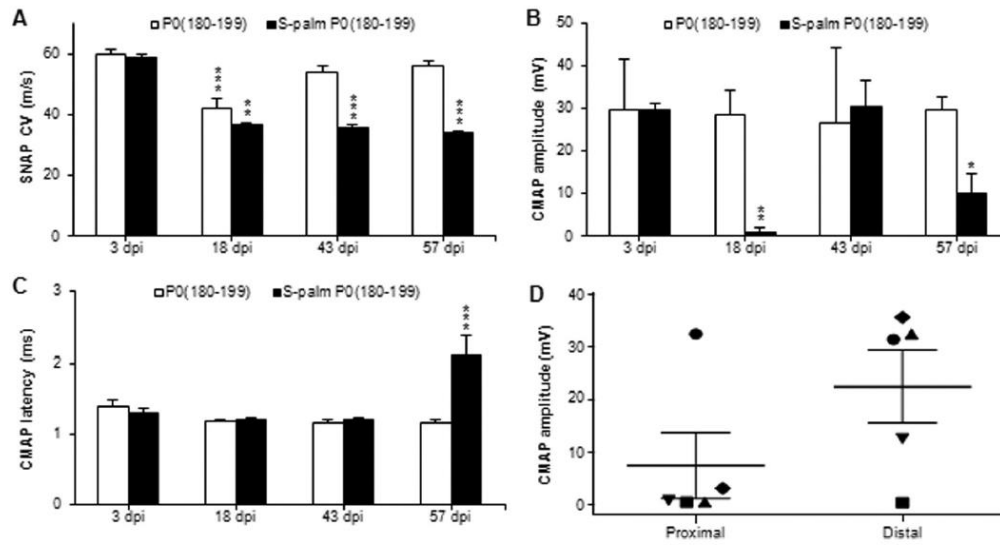 A
P0(180-199) S-palm P0(180-199)
SNAP CV (m/s)
60
40
20
0
***
**
***
***
3 dpi 18 dpi 43 dpi 57 dpi
B
P0(180-199) S-palm P0(180-199)
CMAP amplitude (mV)
50
40
30
20
10
0
**
*
3 dpi 18 dpi 43 dpi 57 dpi
C
P0(180-199) S-palm P0(180-199)
CMAP latency (ms)
3
2
1
0
***
3 dpi 18 dpi 43 dpi 57 dpi
D
CMAP amplitude (mV)
40
30
20
10
0
Proximal Distal